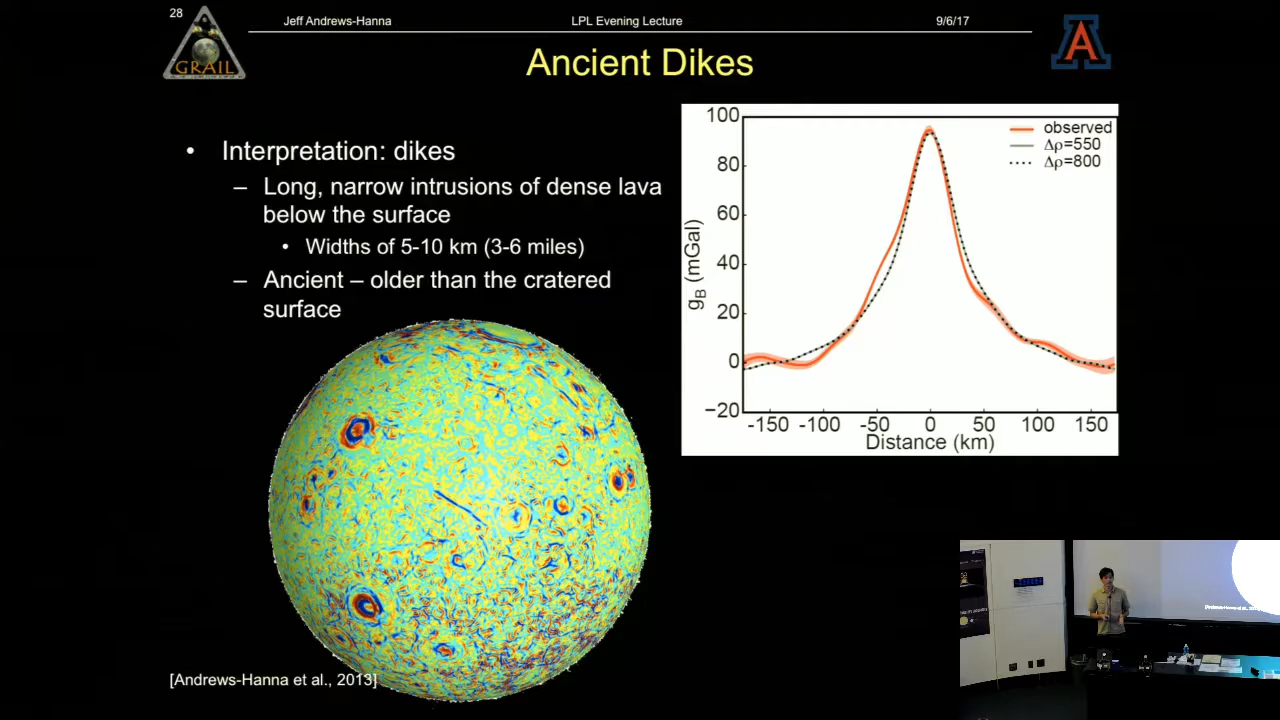 28
Jeff Andrews-Hanna
LPL Evening Lecture
9/6/17
GRAIL
A
Ancient Dikes
• Interpretation: dikes
– Long, narrow intrusions of dense lava
below the surface
• Widths of 5-10 km (3-6 miles)
– Ancient – older than the cratered
surface
100
80
60
40
20
0
−20
gB (mGal)
observed
Δρ=550
Δρ=800
-150 -100 -50 0 50 100 150
Distance (km)
[Andrews-Hanna et al., 2013]